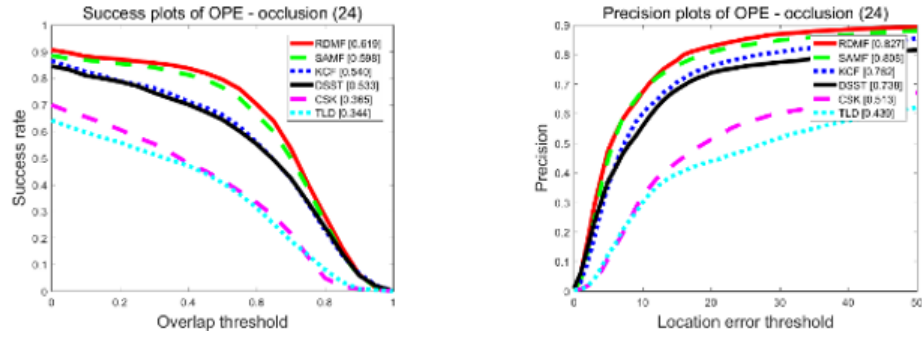 Success plots of OPE - occlusion (24)
1
0.9
0.8
0.7
0.6
0.5
0.4
0.3
0.2
0.1
0
Success rate
RDMF [0.619]
SAMF [0.598]
KCF [0.540]
DSST [0.533]
CSK [0.365]
TLD [0.344]
0 0.2 0.4 0.6 0.8 1
Overlap threshold
Precision plots of OPE - occlusion (24)
0.9
0.8
0.7
0.6
0.5
0.4
0.3
0.2
0.1
0
Precision
RDMF [0.827]
SAMF [0.808]
KCF [0.762]
DSST [0.738]
CSK [0.513]
TLD [0.439]
0 10 20 30 40 50
Location error threshold